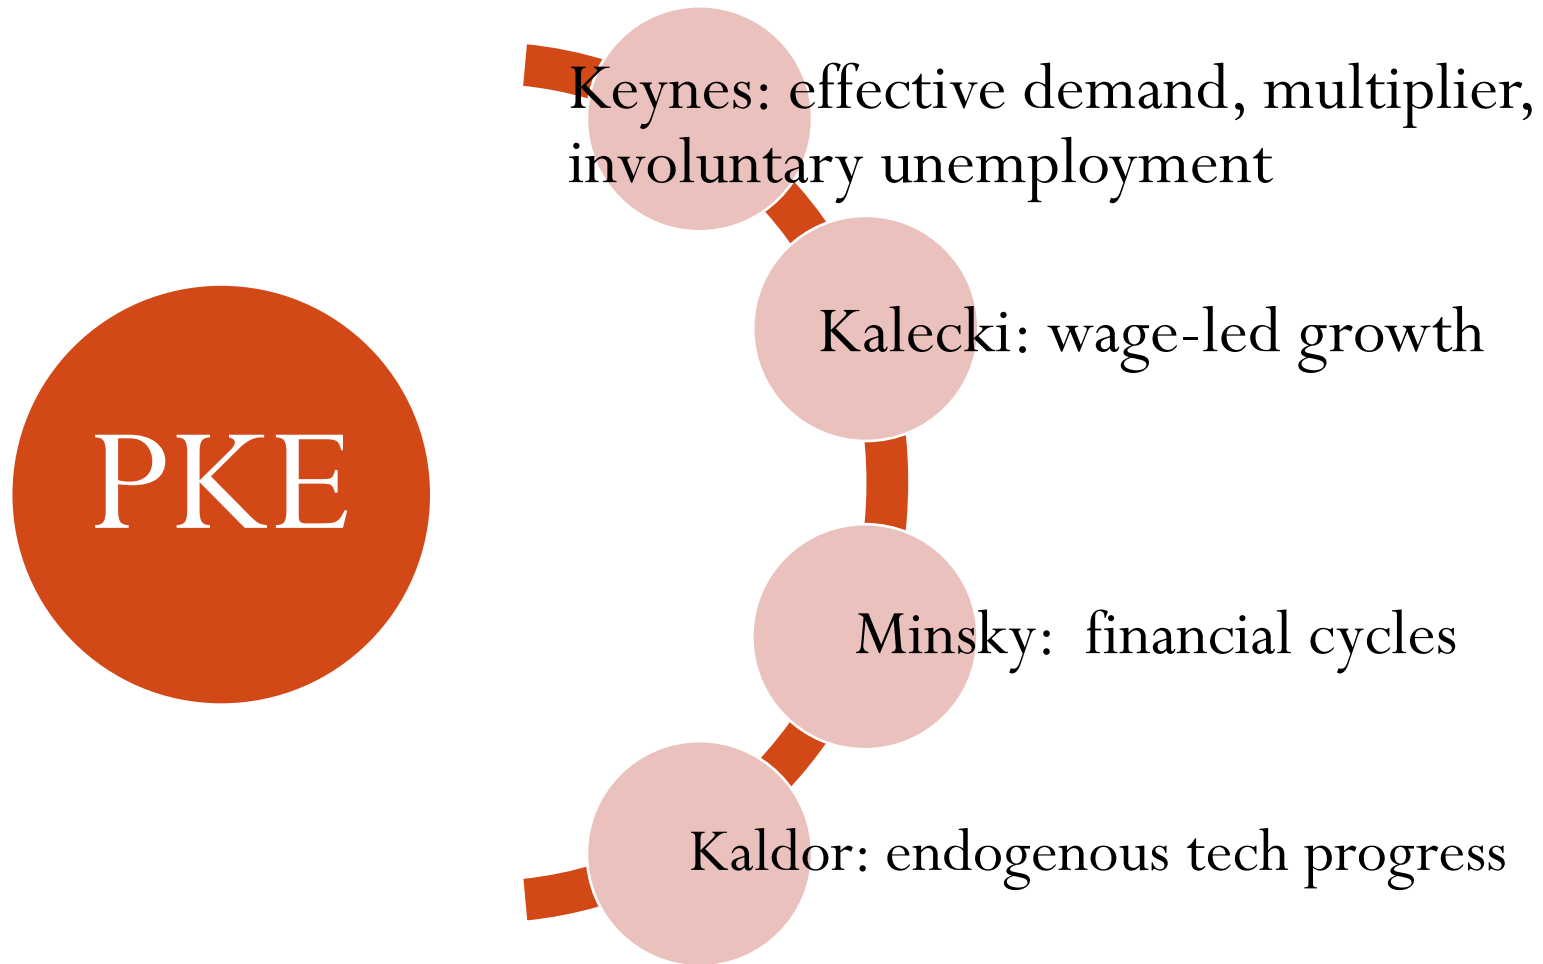 PKE
Keynes: effective demand, multiplier,
involuntary unemployment
Kalecki: wage-led growth
Minsky:  financial cycles
Kaldor: endogenous tech progress